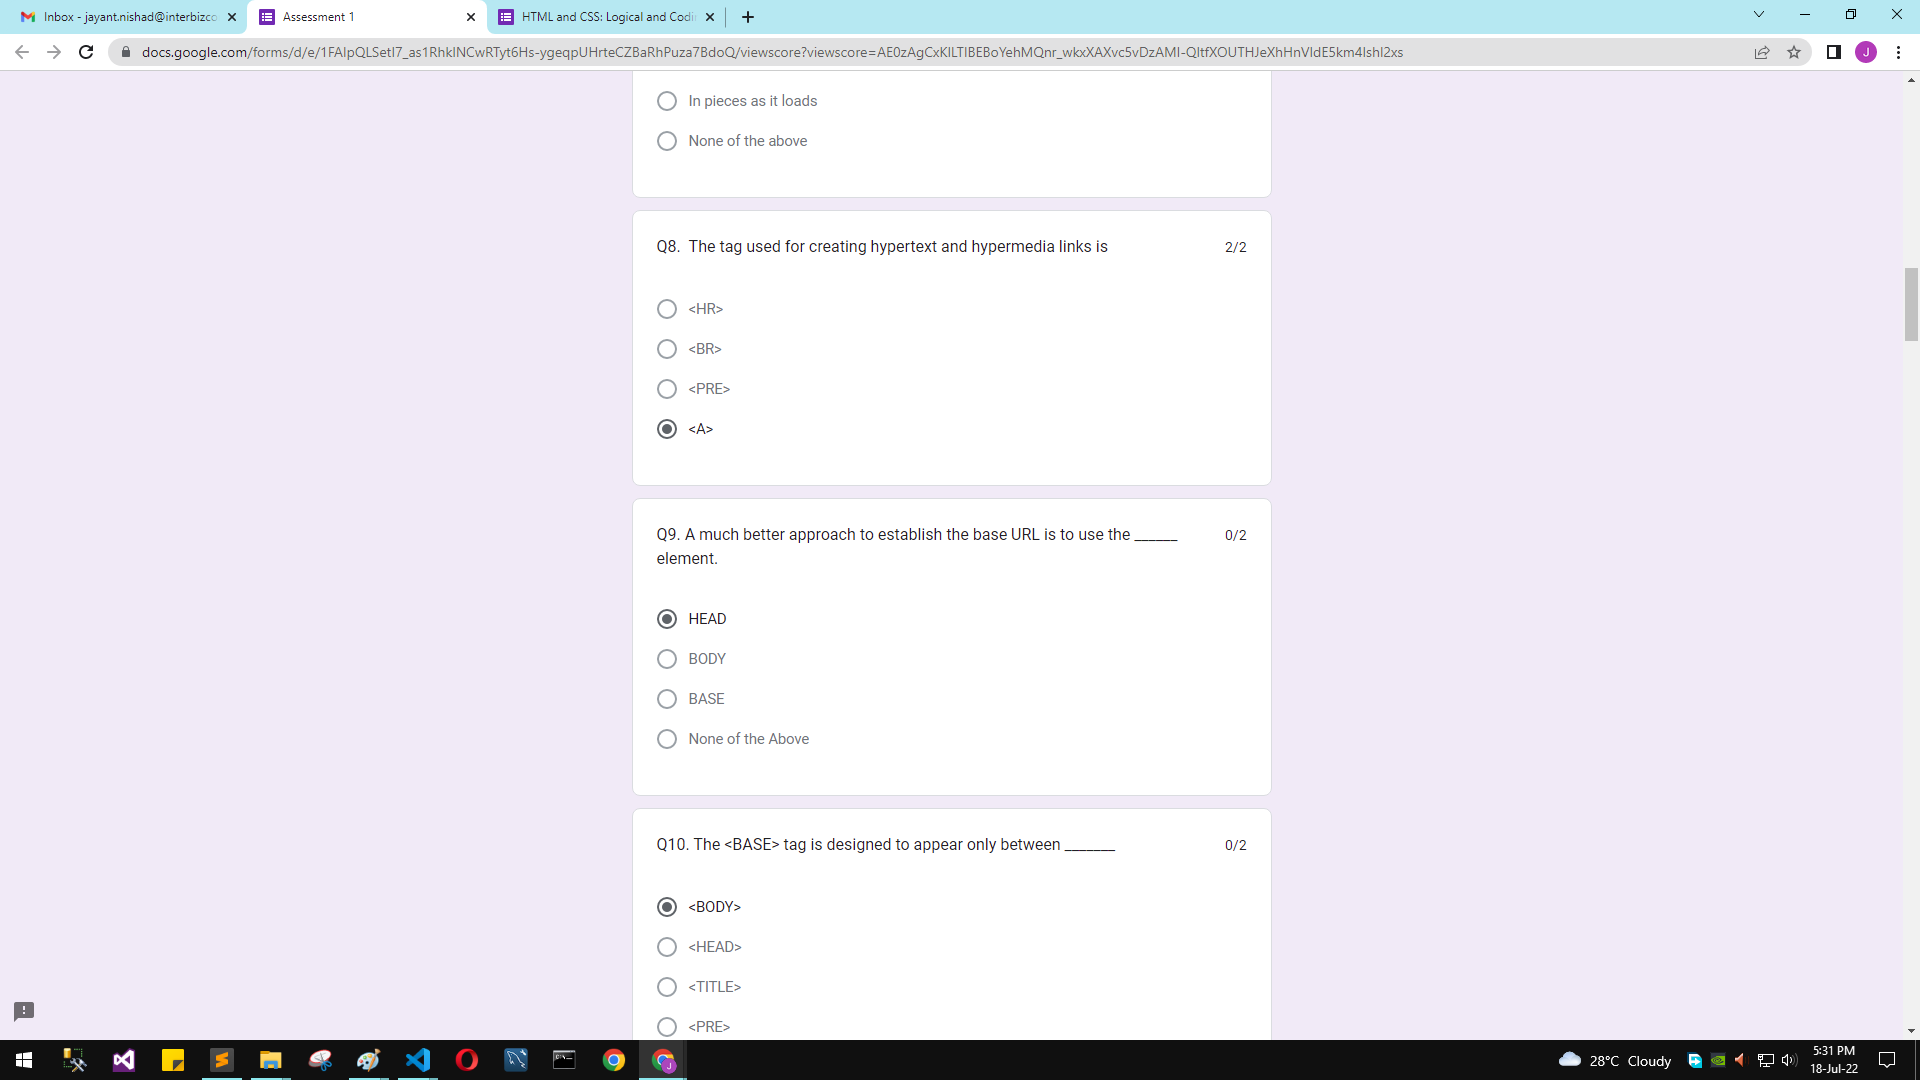 Inbox - jayant.nishad@interbizco
Assessment 1
HTML and CSS: Logical and Codi
docs.google.com/forms/d/e/1FAIpQLSetI7_as1RhkINCwRTyt6Hs-ygeqpUHrteCZBaRhPuza7BdoQ/viewscore?viewscore=AE0zAgCxKILTIBEBoYehMQnr_wkxXAXvc5vDzAMI-QltfXOUTHJeXhHnVIdE5km4Ishl2xs
J
In pieces as it loads
None of the above
Q8. The tag used for creating hypertext and hypermedia links is
2/2
<HR>
<BR>
<PRE>
<A>
Q9. A much better approach to establish the base URL is to use the ______
element.
0/2
HEAD
BODY
BASE
None of the Above
Q10. The <BASE> tag is designed to appear only between _______
0/2
<BODY>
<HEAD>
<TITLE>
<PRE>
28°C Cloudy
5:31 PM
18-Jul-22